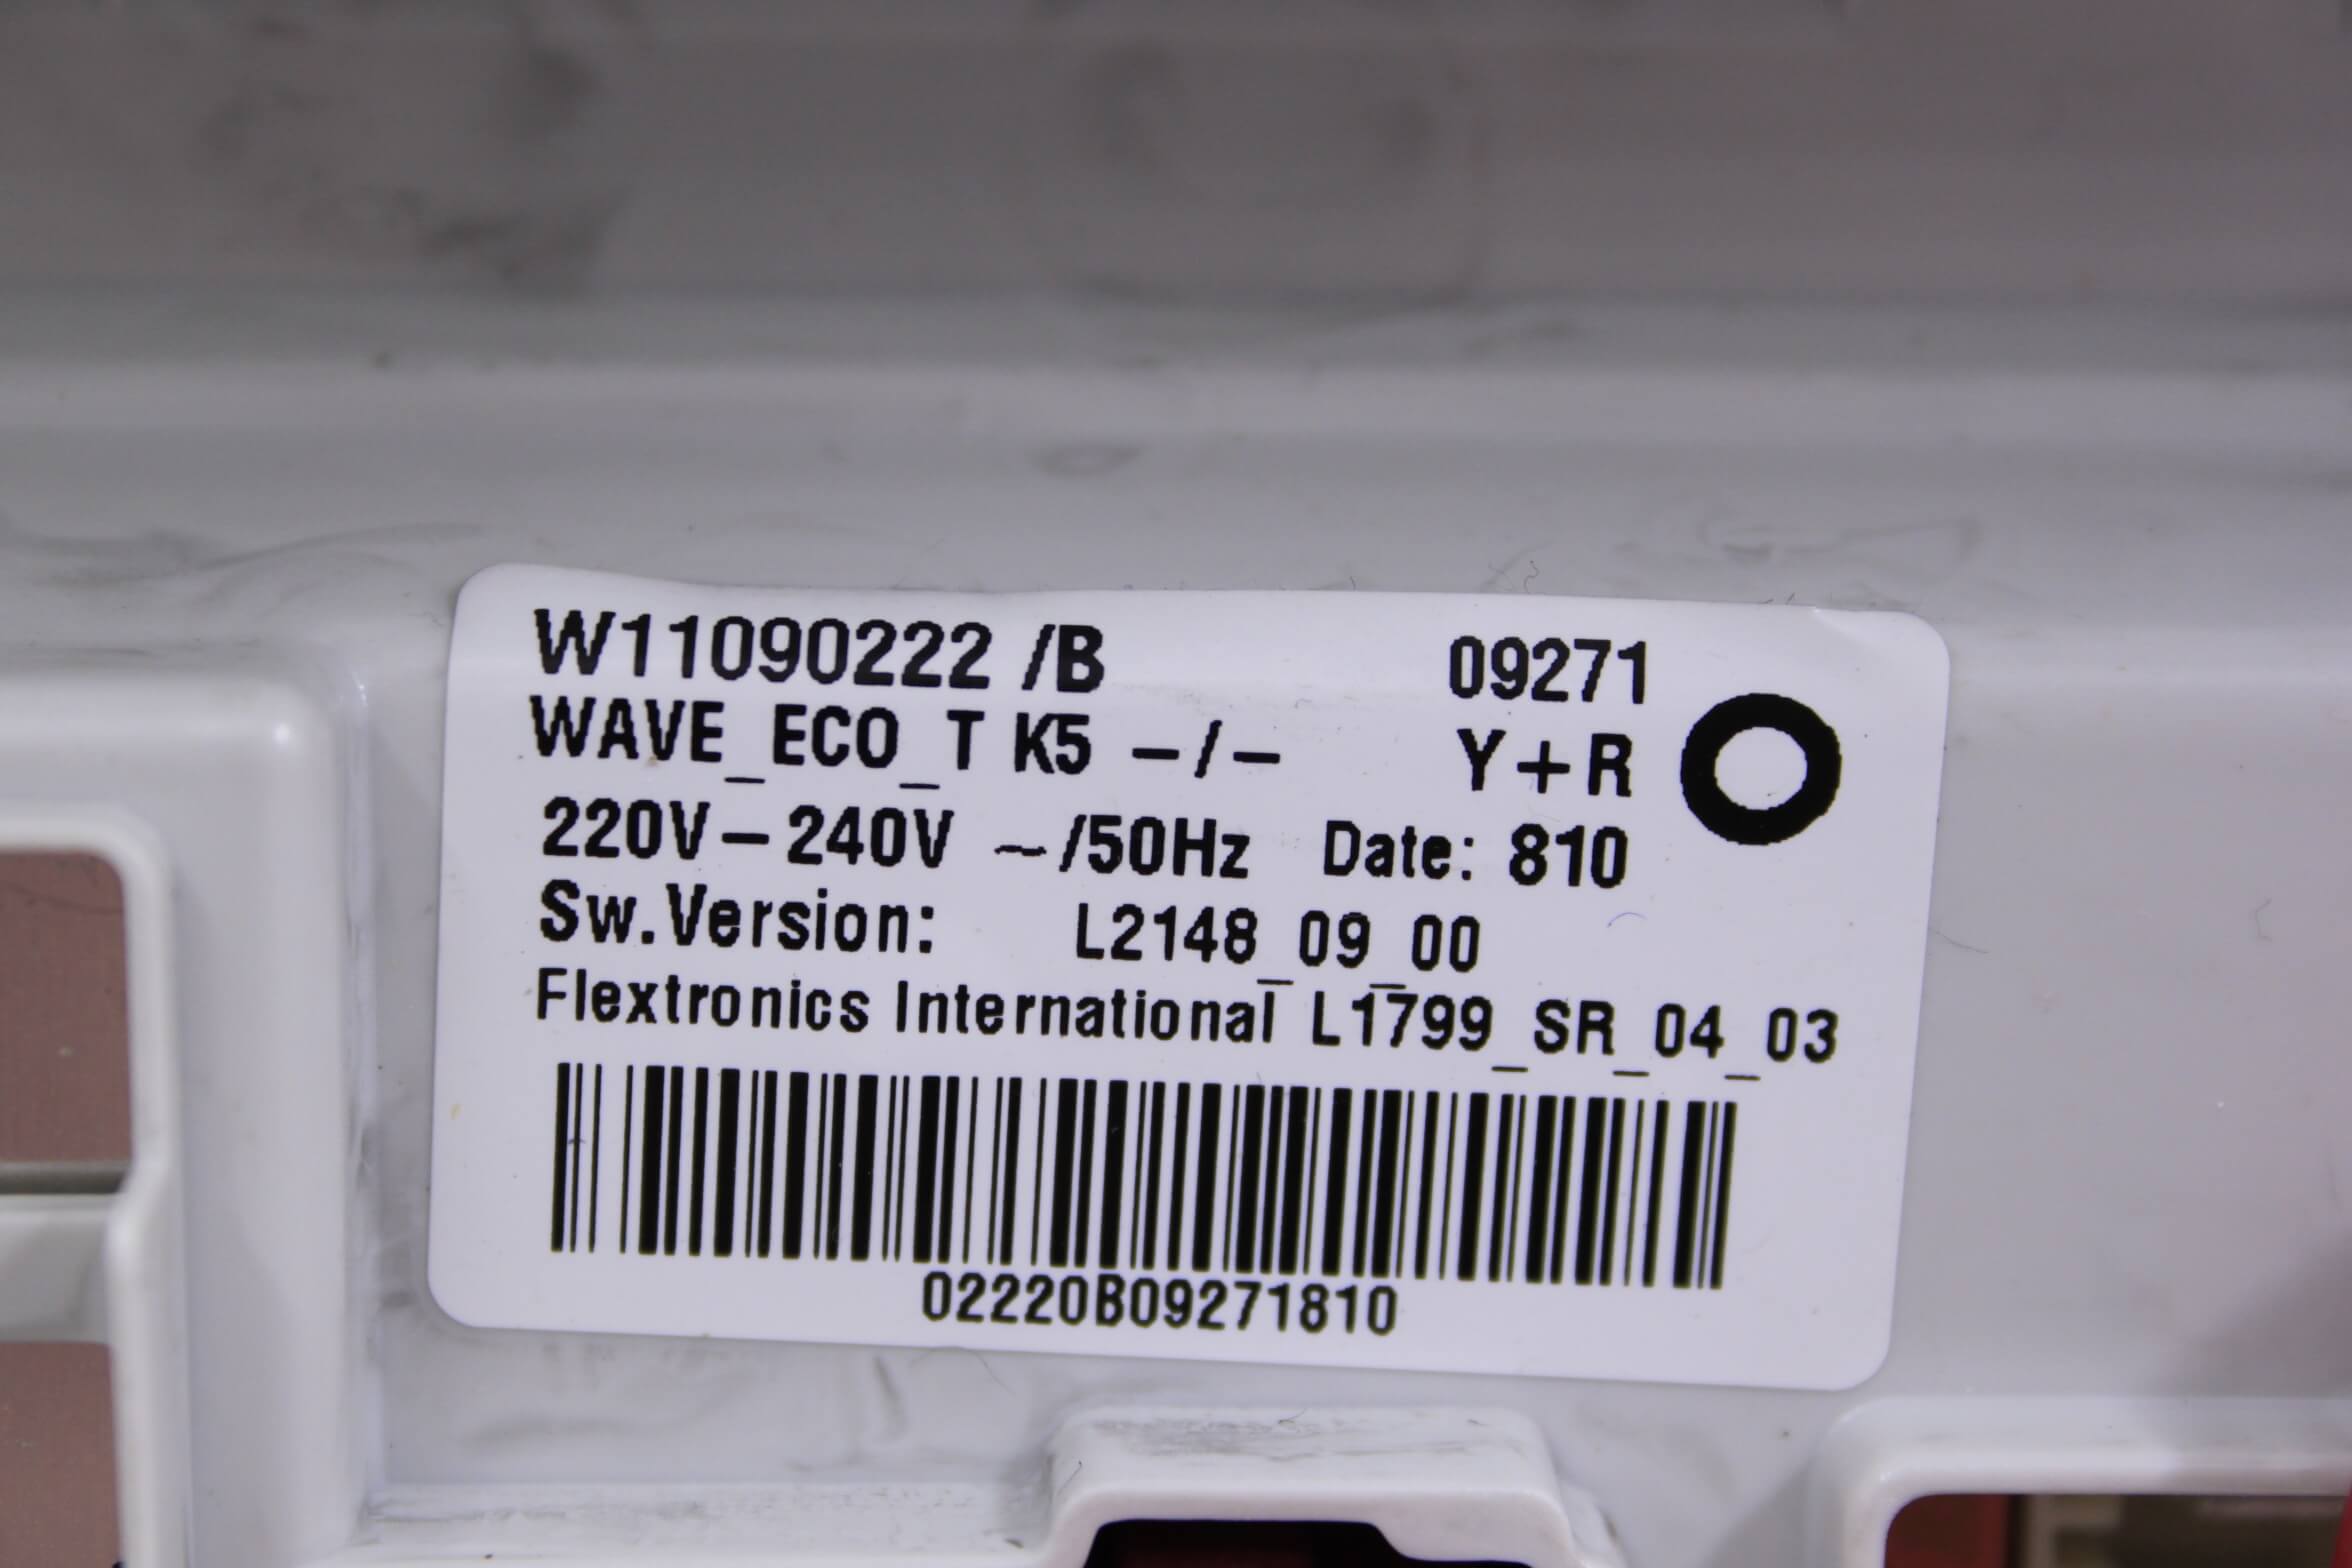 W11090222 /B 09271
WAVE_ECO_T K5 -/- Y+R
220V-240V ~/50Hz Date: 810
Sw.Version: L2148_09_00
Flextronics International L1799_SR_04_03
02220B09271810